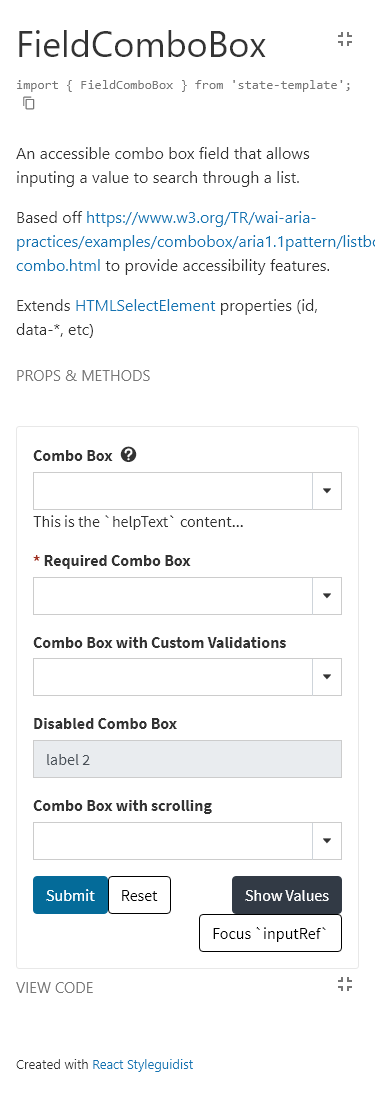 FieldComboBox
import { FieldComboBox } from 'state-template';
An accessible combo box field that allows
inputing a value to search through a list.
Based off https://www.w3.org/TR/wai-aria-
practices/examples/combobox/aria1.1pattern/listbo
combo.html to provide accessibility features.
Extends HTMLSelectElement properties (id,
data-*, etc)
PROPS & METHODS
Combo Box ?
This is the `helpText` content...
* Required Combo Box
Combo Box with Custom Validations
Disabled Combo Box
label 2
Combo Box with scrolling
Submit Reset Show Values
Focus `inputRef`
VIEW CODE
Created with React Styleguidist